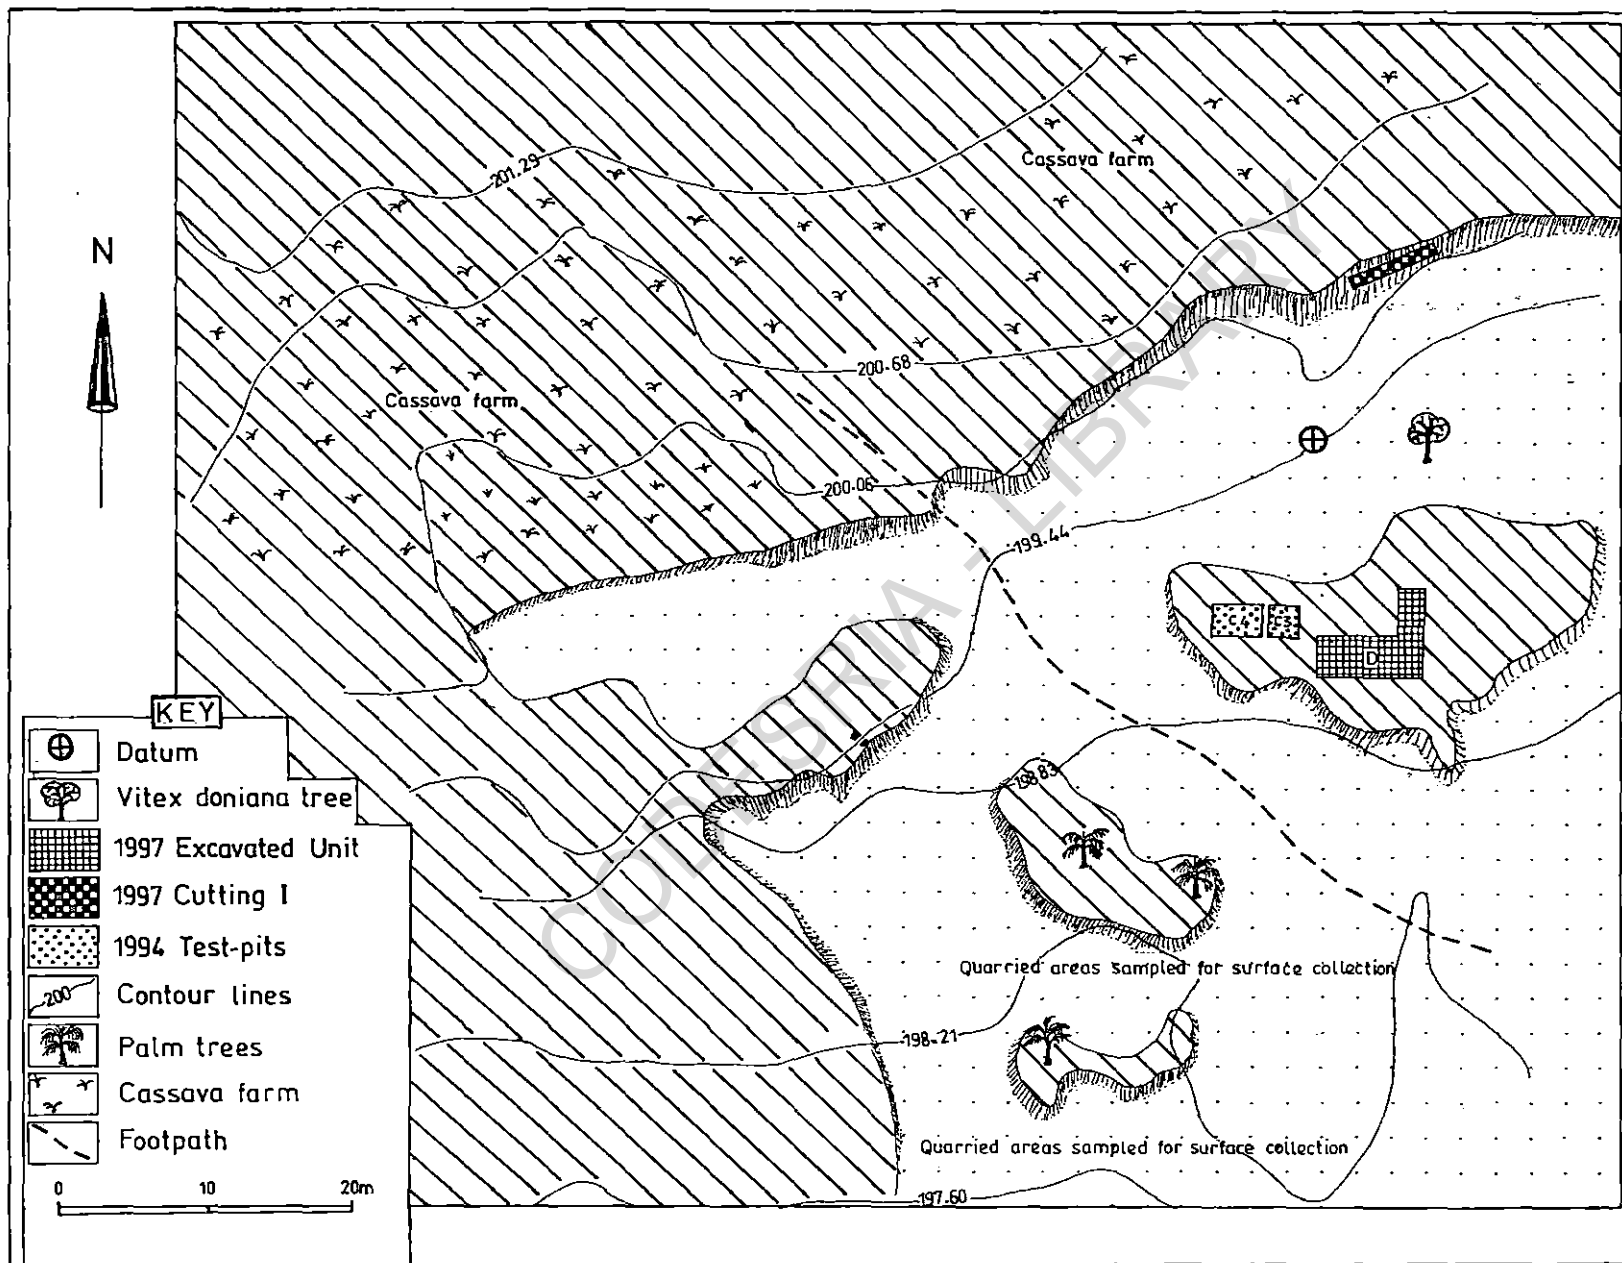 Cassava farm
201.29
N
200.68
Cassava farm
200.06
199.44
C4
C3
D
198.83
Quarried areas sampled for surface collection
198.21
Quarried areas sampled for surface collection
197.60
KEY
Datum
Vitex doniana tree
1997 Excavated Unit
1997 Cutting I
1994 Test-pits
200
Contour lines
Palm trees
Cassava farm
Footpath
0 10 20m
CODESRIA - LIBRARY